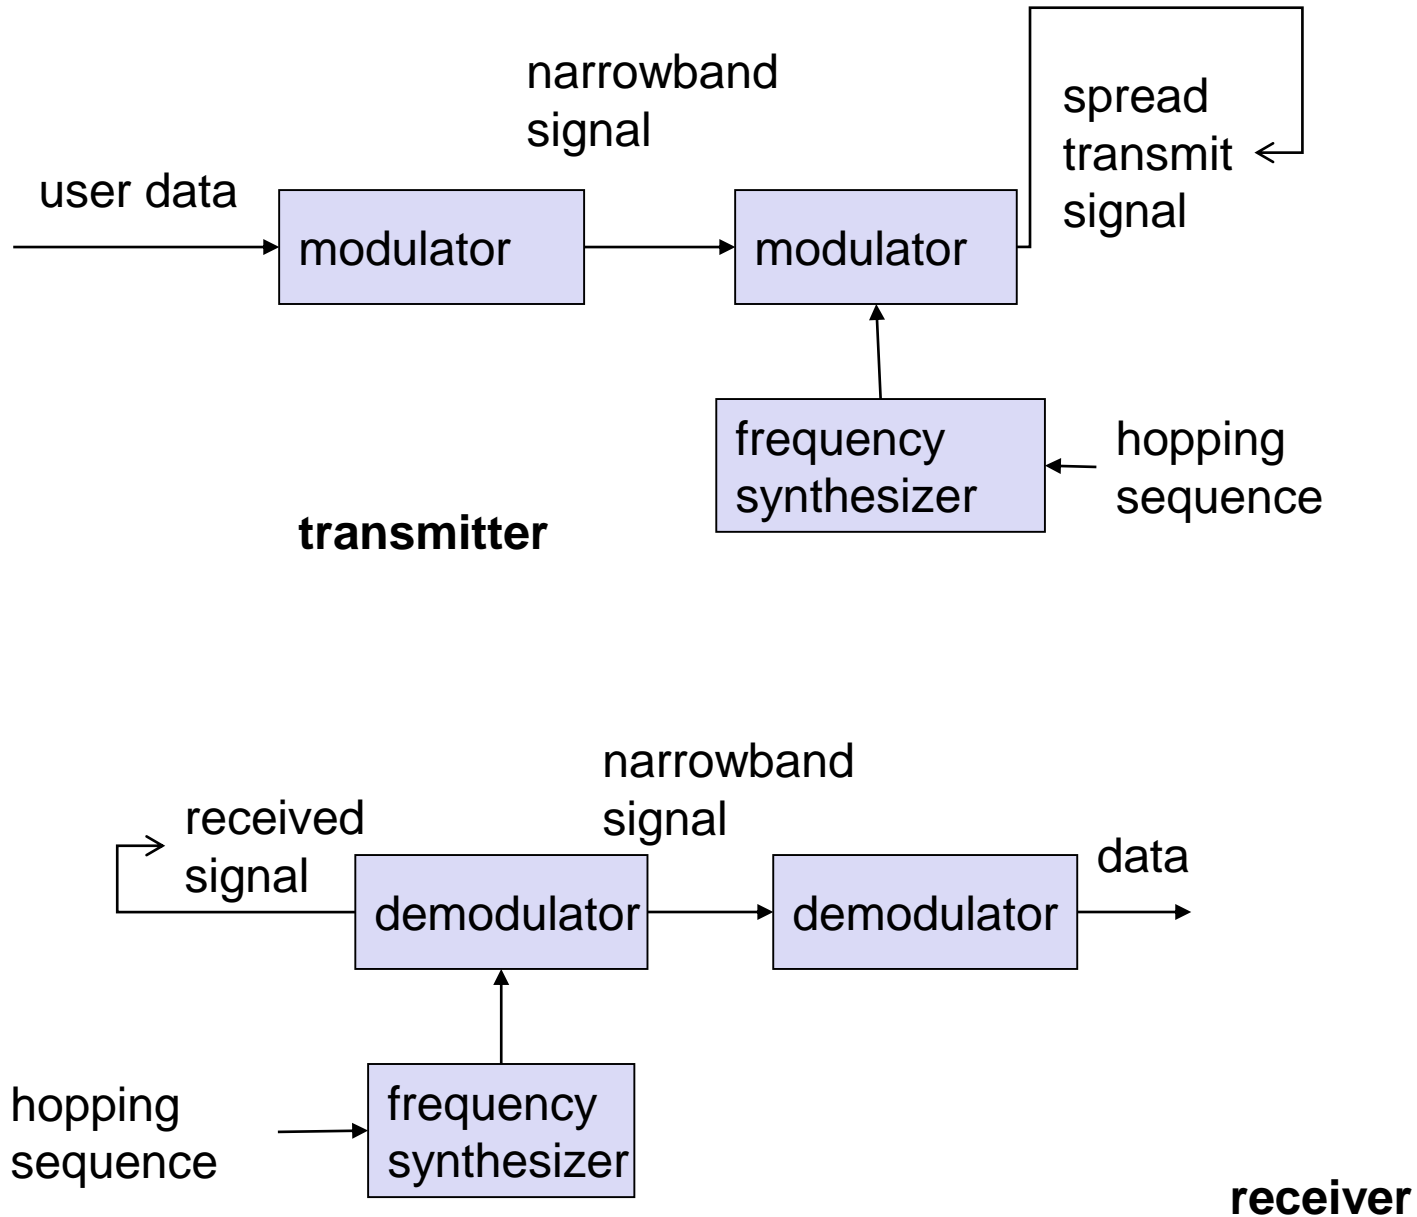 narrowband
signal
spread
transmit
signal
user data
modulator
modulator
frequency
synthesizer
hopping
sequence
transmitter
narrowband
signal
received
signal
data
demodulator
demodulator
hopping
sequence
frequency
synthesizer
receiver